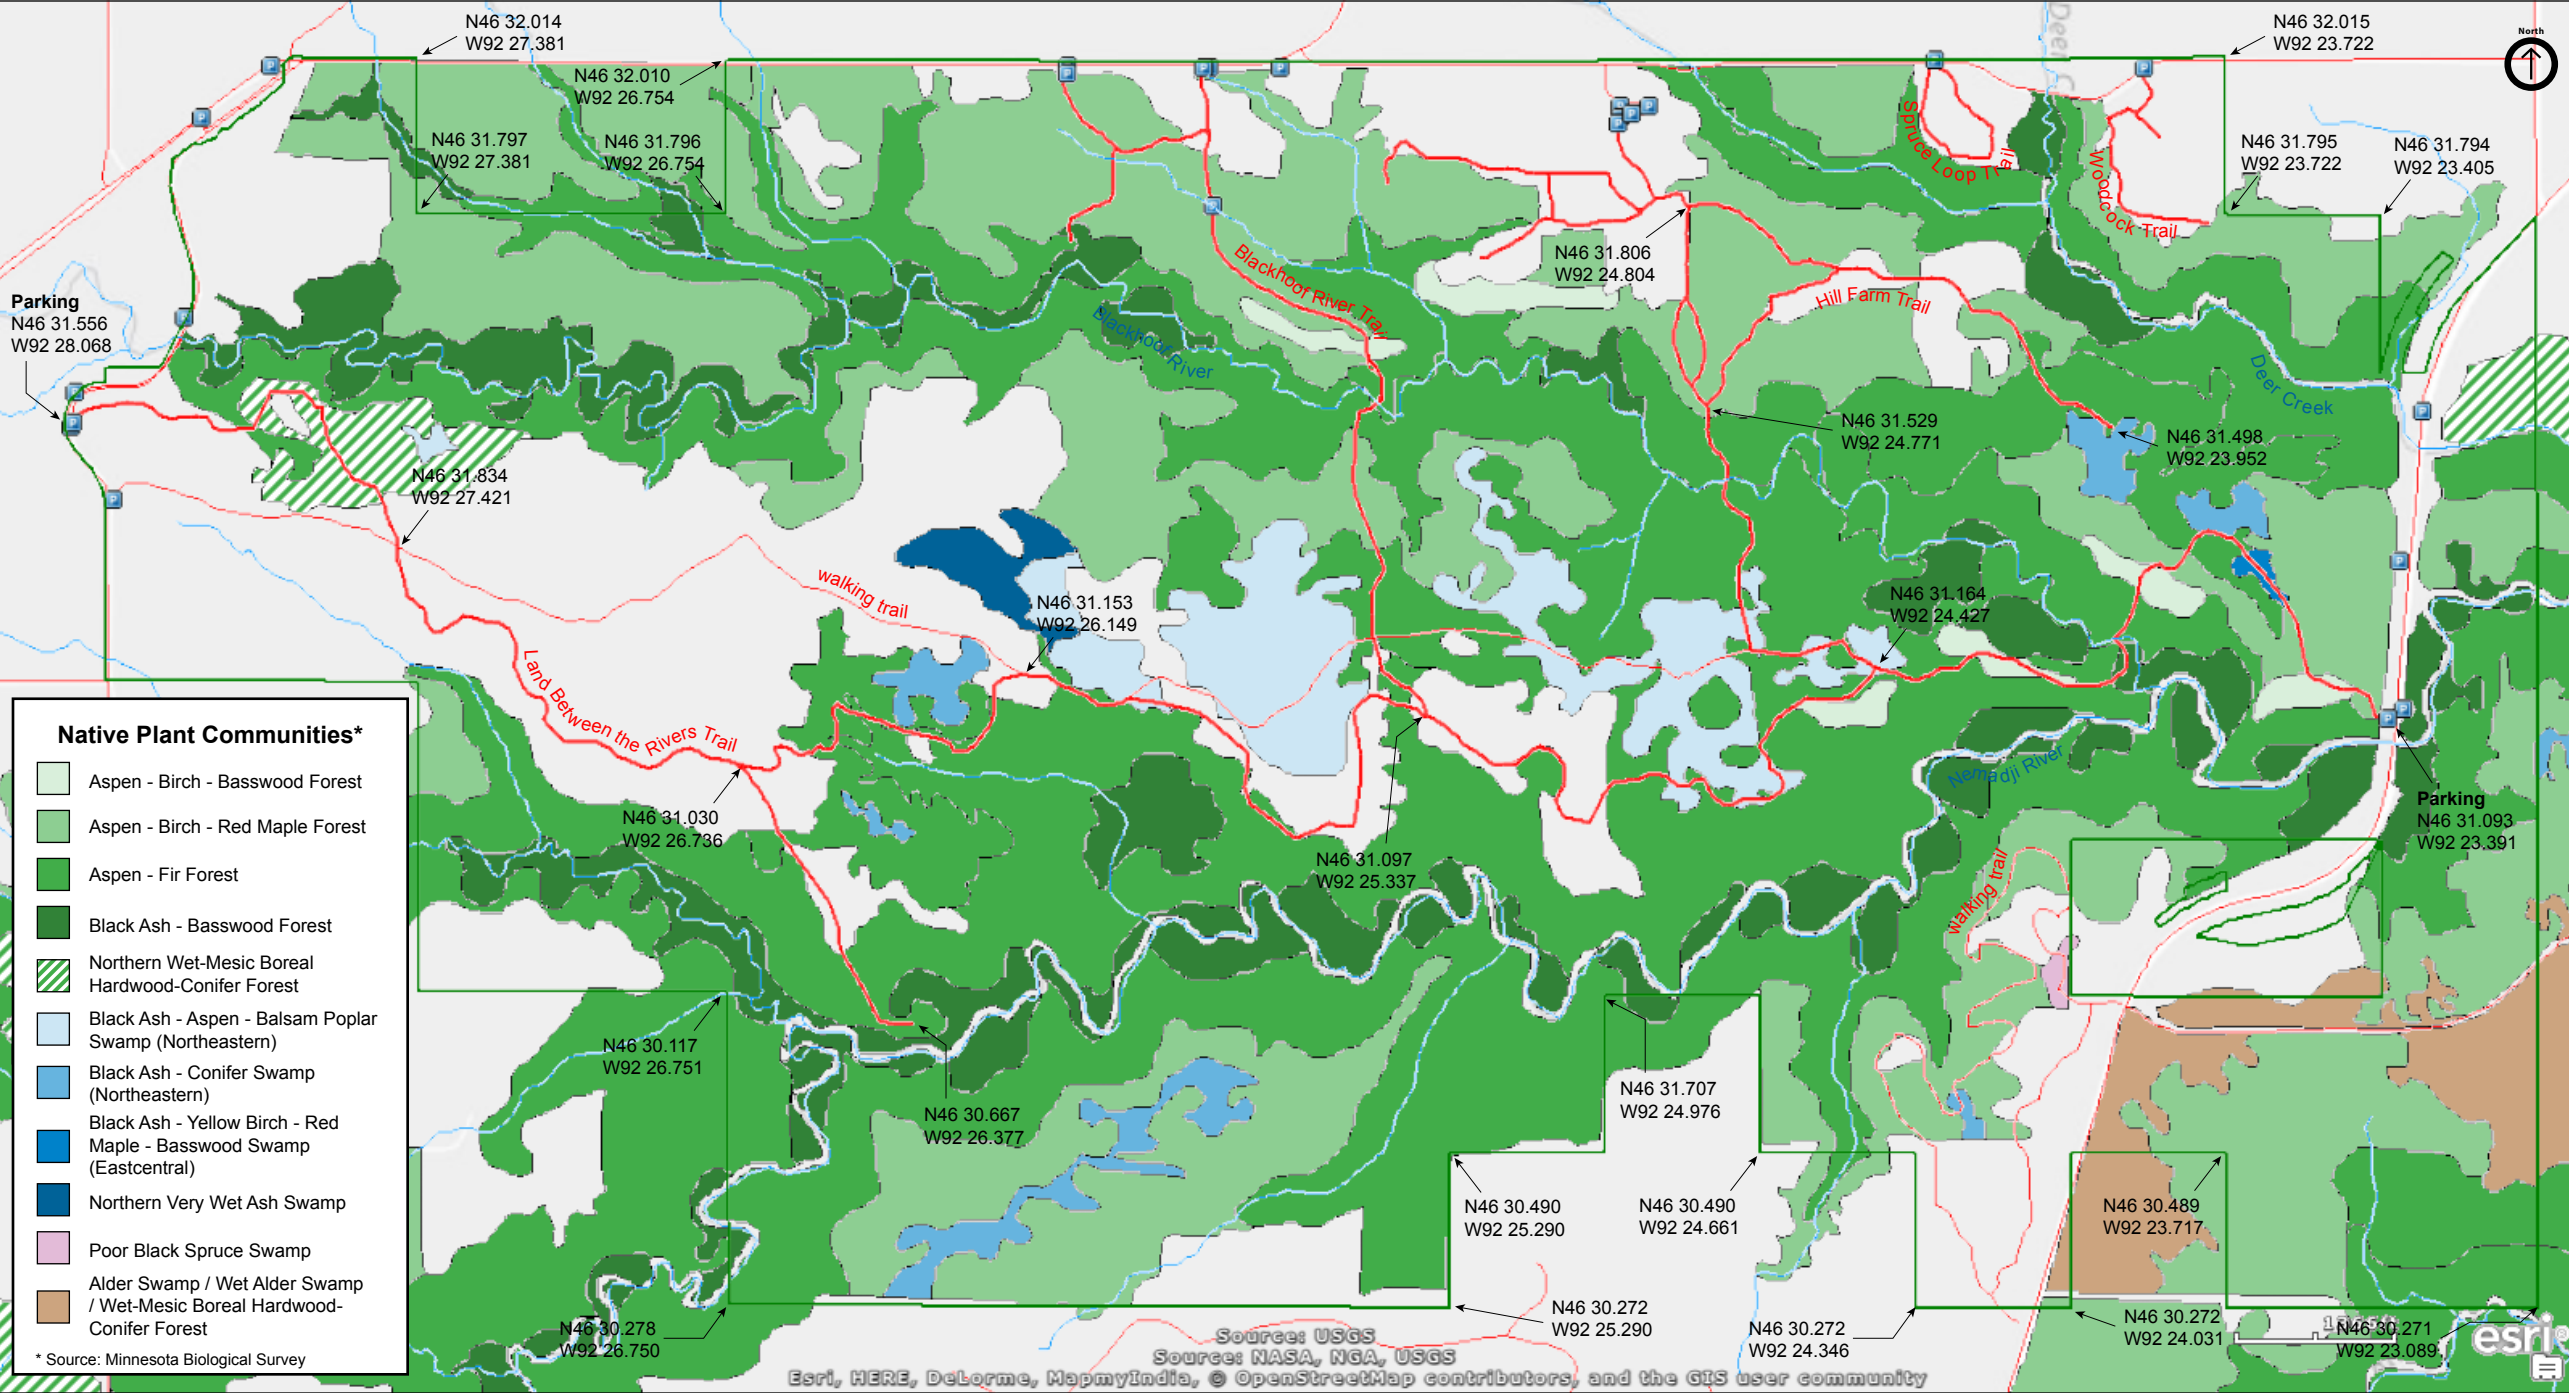 N46 32.014
W92 27.381
N46 32.015
W92 23.722
North
N46 32.010
W92 26.754
N46 31.797
W92 27.381
N46 31.796
W92 26.754
Spruce Loop Trail
Woodcock Trail
N46 31.795
W92 23.722
N46 31.794
W92 23.405
Parking
N46 31.556
W92 28.068
Blackhoof River Trail
Blackhoof River
N46 31.806
W92 24.804
Hill Farm Trail
Deer Creek
N46 31.529
W92 24.771
N46 31.498
W92 23.952
N46 31.834
W92 27.421
walking trail
N46 31.153
W92 26.149
N46 31.164
W92 24.427
Land Between the Rivers Trail
Nemadji River
N46 31.030
W92 26.736
N46 31.097
W92 25.337
Parking
N46 31.093
W92 23.391
walking trail
Native Plant Communities*
Aspen - Birch - Basswood Forest
Aspen - Birch - Red Maple Forest
Aspen - Fir Forest
Black Ash - Basswood Forest
Northern Wet-Mesic Boreal
Hardwood-Conifer Forest
Black Ash - Aspen - Balsam Poplar
Swamp (Northeastern)
Black Ash - Conifer Swamp
(Northeastern)
Black Ash - Yellow Birch - Red
Maple - Basswood Swamp
(Eastcentral)
Northern Very Wet Ash Swamp
Poor Black Spruce Swamp
Alder Swamp / Wet Alder Swamp
/ Wet-Mesic Boreal Hardwood-
Conifer Forest
* Source: Minnesota Biological Survey
N46 30.117
W92 26.751
N46 30.667
W92 26.377
N46 31.707
W92 24.976
N46 30.490
W92 25.290
N46 30.490
W92 24.661
N46 30.489
W92 23.717
N46 30.278
W92 26.750
N46 30.272
W92 25.290
N46 30.272
W92 24.346
N46 30.272
W92 24.031
N46 30.271
W92 23.089
esri
Source: USGS
Source: NASA, NGA, USGS
Esri, HERE, DeLorme, MapmyIndia, © OpenStreetMap contributors, and the GIS user community